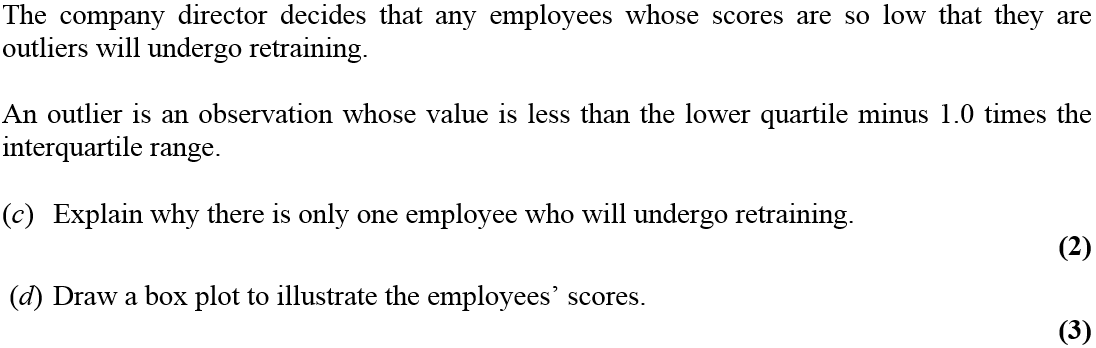 The company director decides that any employees whose scores are so low that they are
outliers will undergo retraining.
An outlier is an observation whose value is less than the lower quartile minus 1.0 times the
interquartile range.
(c) Explain why there is only one employee who will undergo retraining.
(2)
(d) Draw a box plot to illustrate the employees’ scores.
(3)